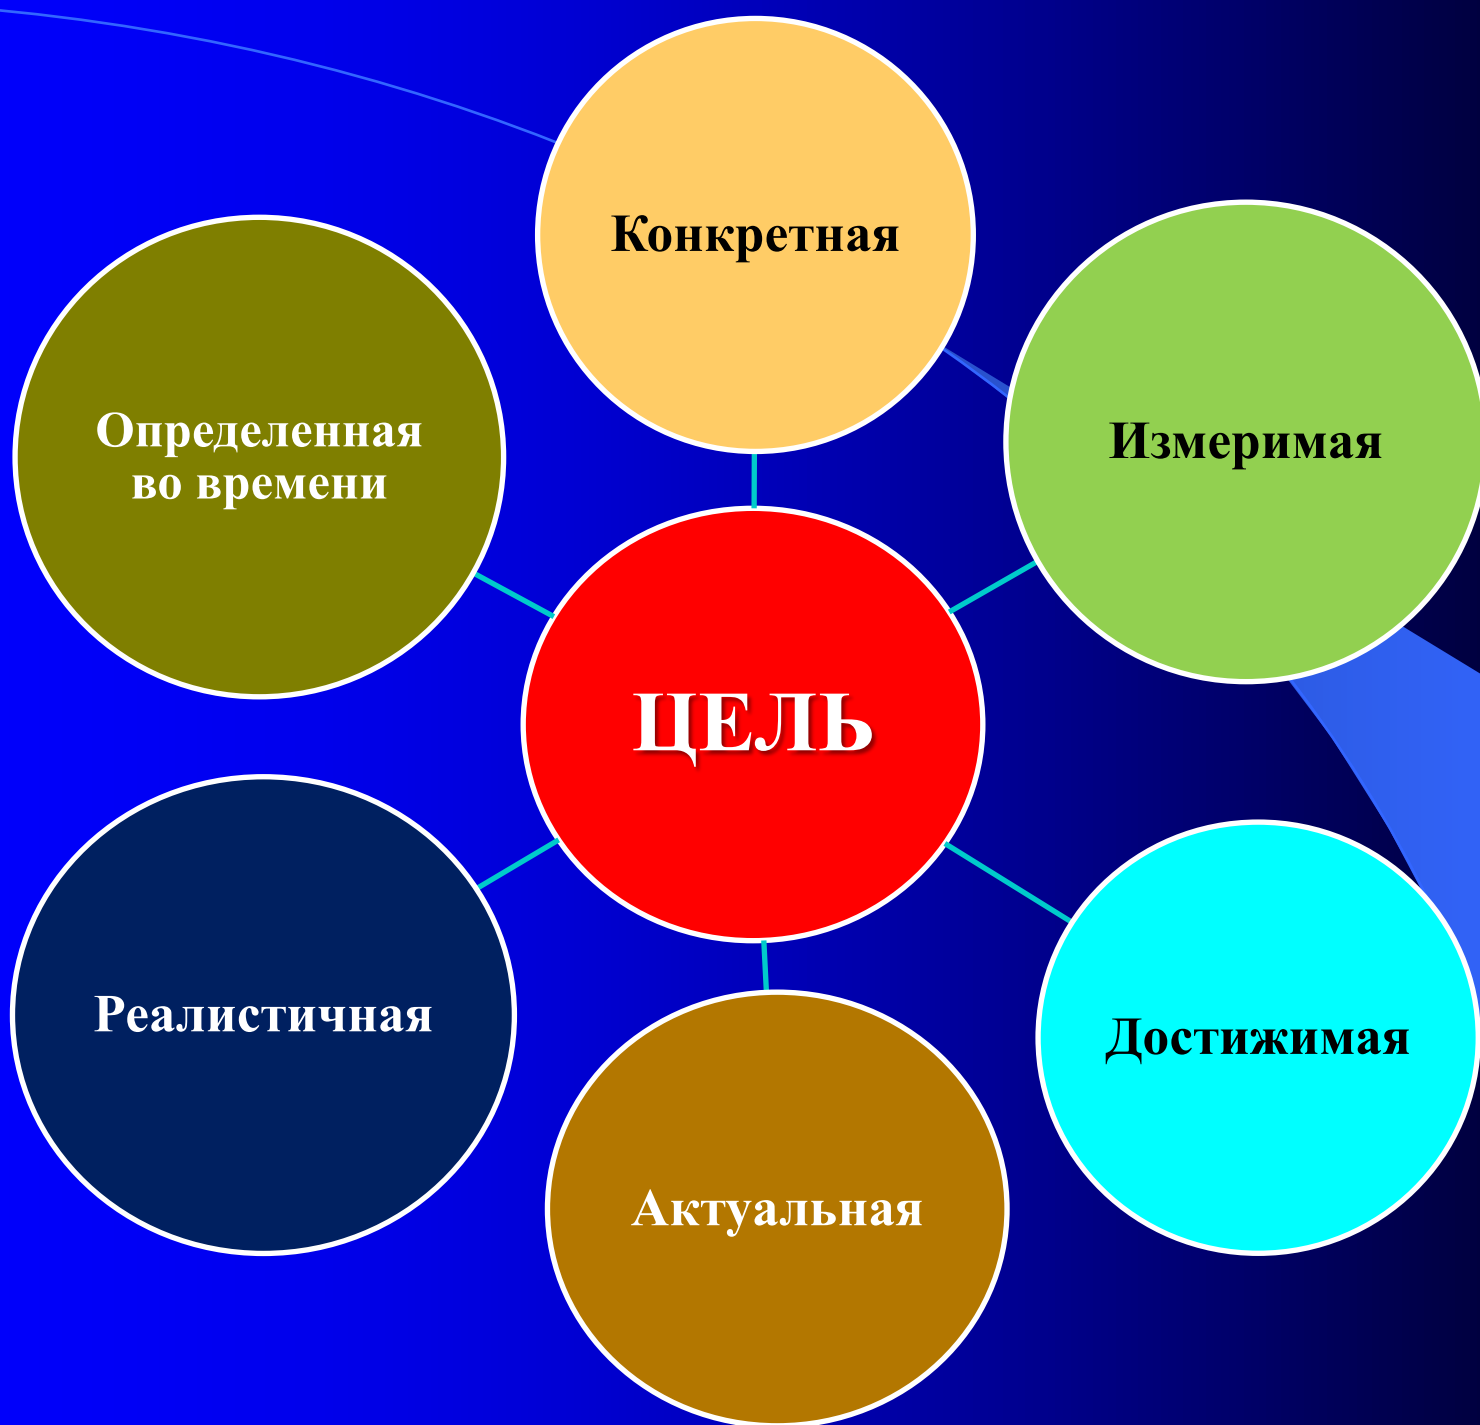 Конкретная
Измеримая
Определенная
во времени
ЦЕЛЬ
Реалистичная
Достижимая
Актуальная